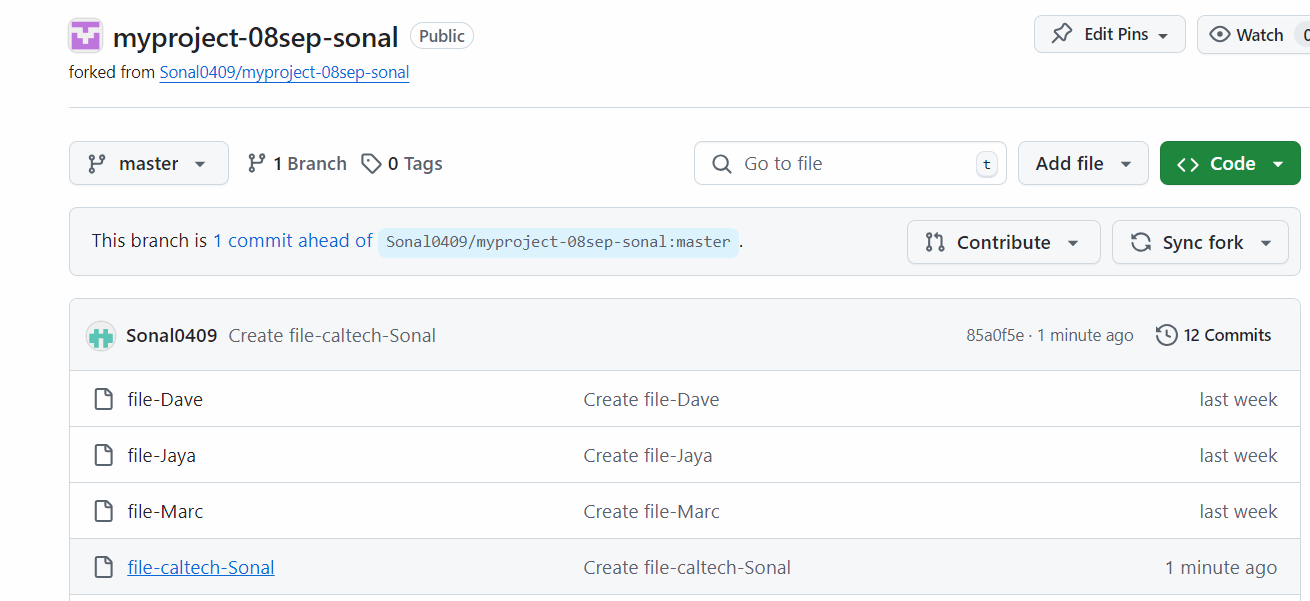 myproject-08sep-sonal Public Edit Pins Watch 0
forked from Sonal0409/myproject-08sep-sonal
master 1 Branch 0 Tags Go to file t Add file Code
This branch is 1 commit ahead of Sonal0409/myproject-08sep-sonal:master . Contribute Sync fork
Sonal0409 Create file-caltech-Sonal 85a0f5e · 1 minute ago 12 Commits
file-Dave Create file-Dave last week
file-Jaya Create file-Jaya last week
file-Marc Create file-Marc last week
file-caltech-Sonal Create file-caltech-Sonal 1 minute ago